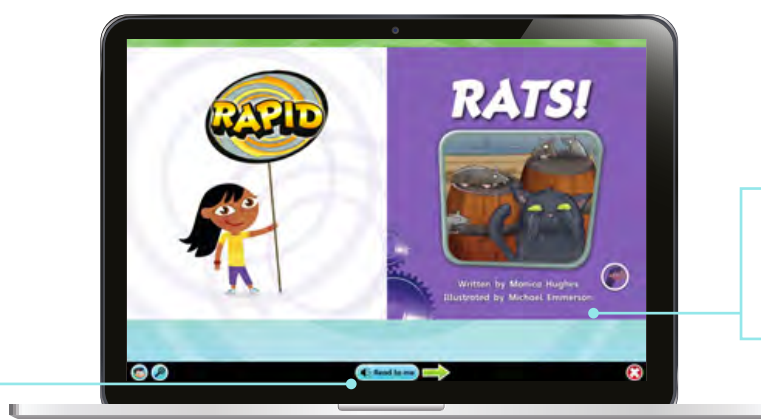 RAPID
RATS!
Written by Monica Hughes
Illustrated by Michael Emmerson
Read to me